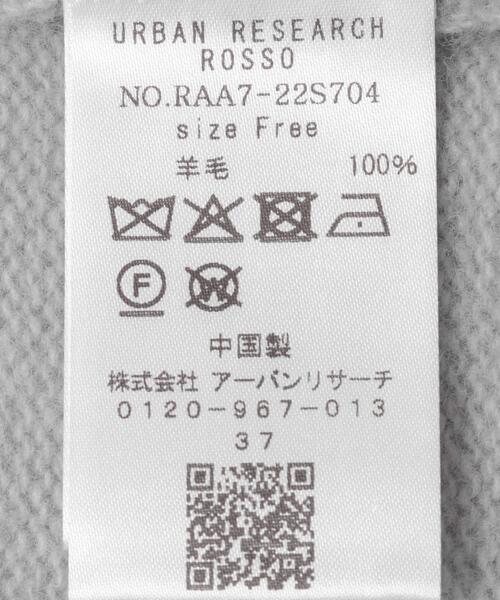 URBAN RESEARCH
ROSSO
NO.RAA7-22S704
size Free
羊毛 100%
F W
中国製
株式会社 アーバンリサーチ
0120-967-013
37